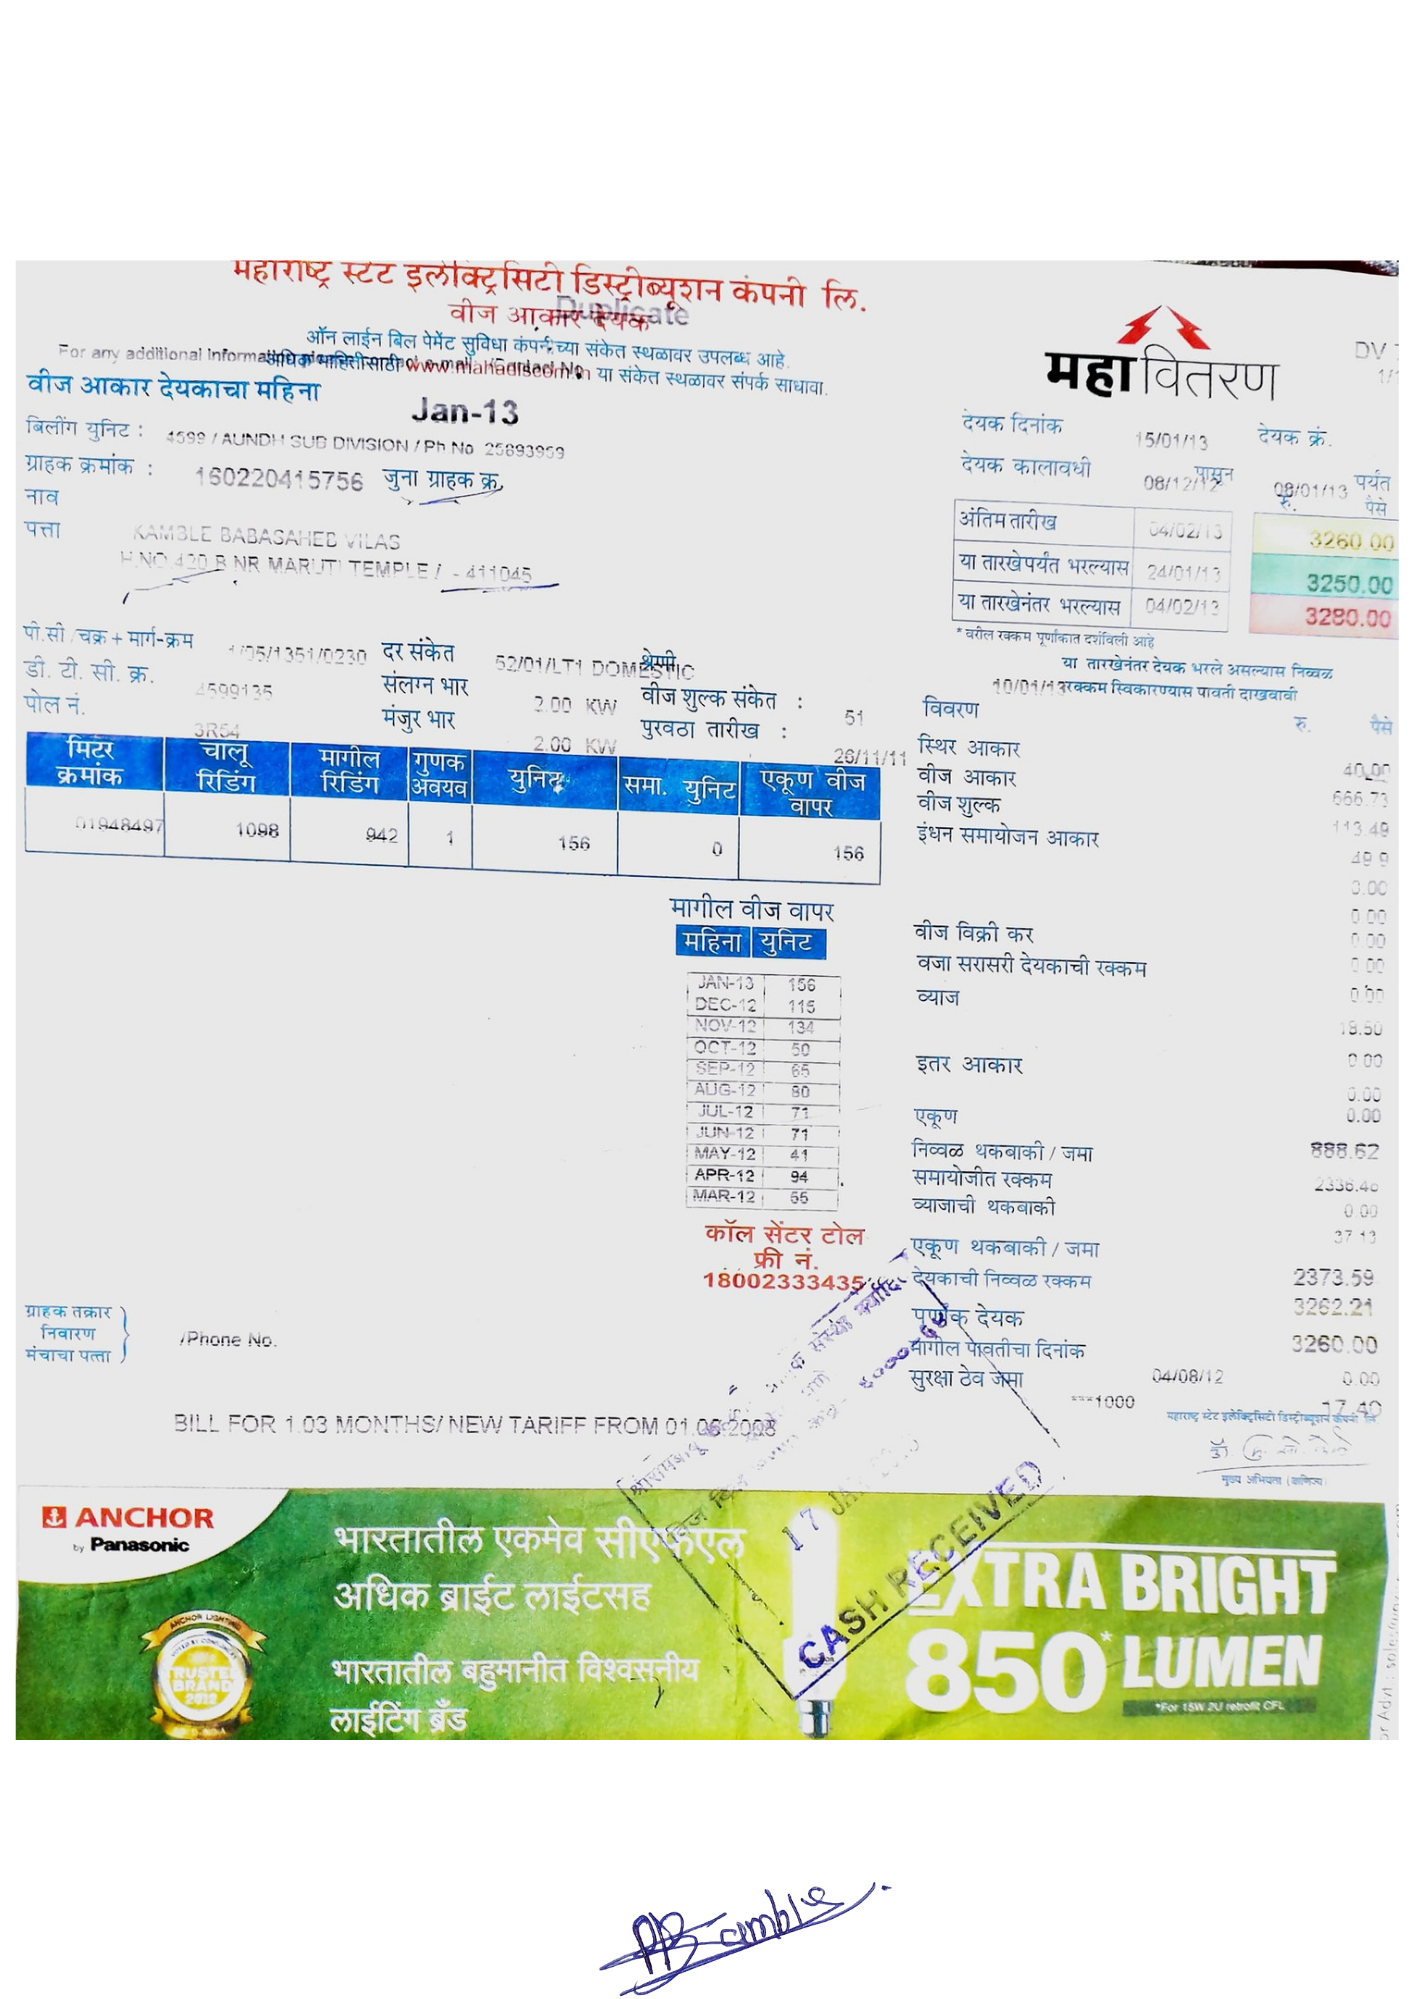 महाराष्ट्र स्टेट इलेक्ट्रिसिटी डिस्ट्रीब्यूशन कंपनी लि.
वीज आकार देयक
Duplicate
ऑन लाईन बिल पेमेंट सुविधा कंपनीच्या संकेत स्थळावर उपलब्ध आहे.
For any additional information
अधिक माहितीसाठी www.mahadiscom.in या संकेत स्थळावर संपर्क साधावा.
महावितरण
DV
वीज आकार देयकाचा महिना
Jan-13
बिलींग युनिट : 4599 / AUNDH SUB DIVISION / Ph No 25893959
ग्राहक क्रमांक : 160220415756 जुना ग्राहक क्र.
नाव
पत्ता KAMBLE BABASAHEB VILAS
H.NO.420 B NR MARUTI TEMPLE / - 411045
देयक दिनांक 15/01/13 देयक क्रं.
देयक कालावधी 08/12/12 पासून 08/01/13 पर्यंत
रु. पैसे
अंतिम तारीख 04/02/13 3260.00
या तारखेपर्यंत भरल्यास 24/01/13 3250.00
या तारखेनंतर भरल्यास 04/02/13 3280.00
* वरील रक्कम पूर्णांकात दर्शविली आहे
या तारखेनंतर देयक भरले असल्यास निव्वळ
10/01/13 रक्कम स्विकारण्यास पावती दाखवावी
पी.सी./चक्र + मार्ग-क्रम 1/05/1351/0230 दर संकेत 52/01/LT1 DOMESTIC श्रेणी
डी. टी. सी. क्र. 4599135 संलग्न भार 2.00 KW वीज शुल्क संकेत : 51
पोल नं. 3R54 मंजुर भार 2.00 KW पुरवठा तारीख : 26/11/11
मिटर क्रमांक चालू रिडिंग मागील रिडिंग गुणक अवयव युनिट समा. युनिट एकूण वीज वापर
01948497 1098 942 1 156 0 156
मागील वीज वापर
महिना युनिट
JAN-13 156
DEC-12 115
NOV-12 134
OCT-12 50
SEP-12 65
AUG-12 80
JUL-12 71
JUN-12 71
MAY-12 41
APR-12 94
MAR-12 55
कॉल सेंटर टोल
फ्री नं.
18002333435
विवरण रु. पैसे
स्थिर आकार 40.00
वीज आकार 666.73
वीज शुल्क 113.49
इंधन समायोजन आकार 49.9
0.00
0.00
वीज विक्री कर 0.00
वजा सरासरी देयकाची रक्कम 0.00
व्याज 0.00
18.50
इतर आकार 0.00
0.00
एकूण 0.00
निव्वळ थकबाकी / जमा 888.62
समायोजीत रक्कम 2336.46
व्याजाची थकबाकी 0.00
एकूण थकबाकी / जमा 37.13
देयकाची निव्वळ रक्कम 2373.59
पूर्णांक देयक 3262.21
मागील पावतीचा दिनांक 3260.00
सुरक्षा ठेव जमा 04/08/12 0.00
***1000 17.40
महाराष्ट्र स्टेट इलेक्ट्रिसिटी डिस्ट्रीब्यूशन कंपनी लि
मुख्य अभियंता (वाणिज्य)
ग्राहक तक्रार
निवारण
मंचाचा पत्ता
/Phone No.
BILL FOR 1.03 MONTHS/ NEW TARIFF FROM 01.06.2008
17 JAN
CASH RECEIVED
ANCHOR
by Panasonic
भारतातील एकमेव सीएफएल
अधिक ब्राईट लाईटसह
भारतातील बहुमानीत विश्वसनीय
लाईटिंग ब्रँड
ANCHOR LIGHTING
TRUSTED
BRAND
2012
EXTRA BRIGHT
850* LUMEN
*For 15W 2U retrofit CFL